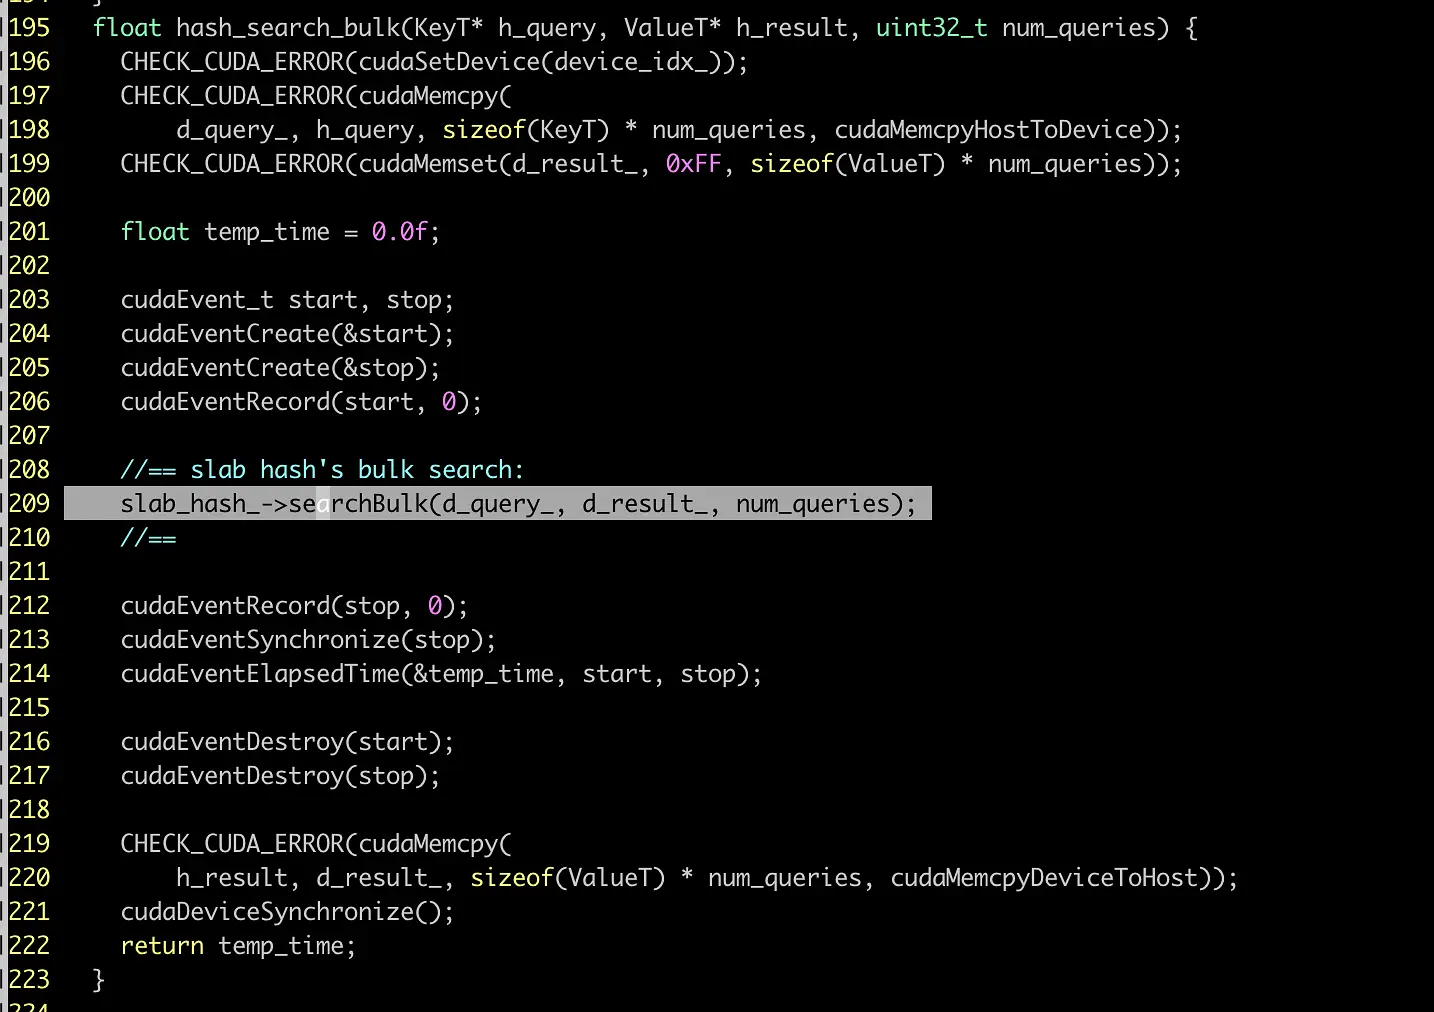 195 float hash_search_bulk(KeyT* h_query, ValueT* h_result, uint32_t num_queries) {
196 CHECK_CUDA_ERROR(cudaSetDevice(device_idx_));
197 CHECK_CUDA_ERROR(cudaMemcpy(
198 d_query_, h_query, sizeof(KeyT) * num_queries, cudaMemcpyHostToDevice));
199 CHECK_CUDA_ERROR(cudaMemset(d_result_, 0xFF, sizeof(ValueT) * num_queries));
200
201 float temp_time = 0.0f;
202
203 cudaEvent_t start, stop;
204 cudaEventCreate(&start);
205 cudaEventCreate(&stop);
206 cudaEventRecord(start, 0);
207
208 //== slab hash's bulk search:
209 slab_hash_->searchBulk(d_query_, d_result_, num_queries);
210 //==
211
212 cudaEventRecord(stop, 0);
213 cudaEventSynchronize(stop);
214 cudaEventElapsedTime(&temp_time, start, stop);
215
216 cudaEventDestroy(start);
217 cudaEventDestroy(stop);
218
219 CHECK_CUDA_ERROR(cudaMemcpy(
220 h_result, d_result_, sizeof(ValueT) * num_queries, cudaMemcpyDeviceToHost));
221 cudaDeviceSynchronize();
222 return temp_time;
223 }